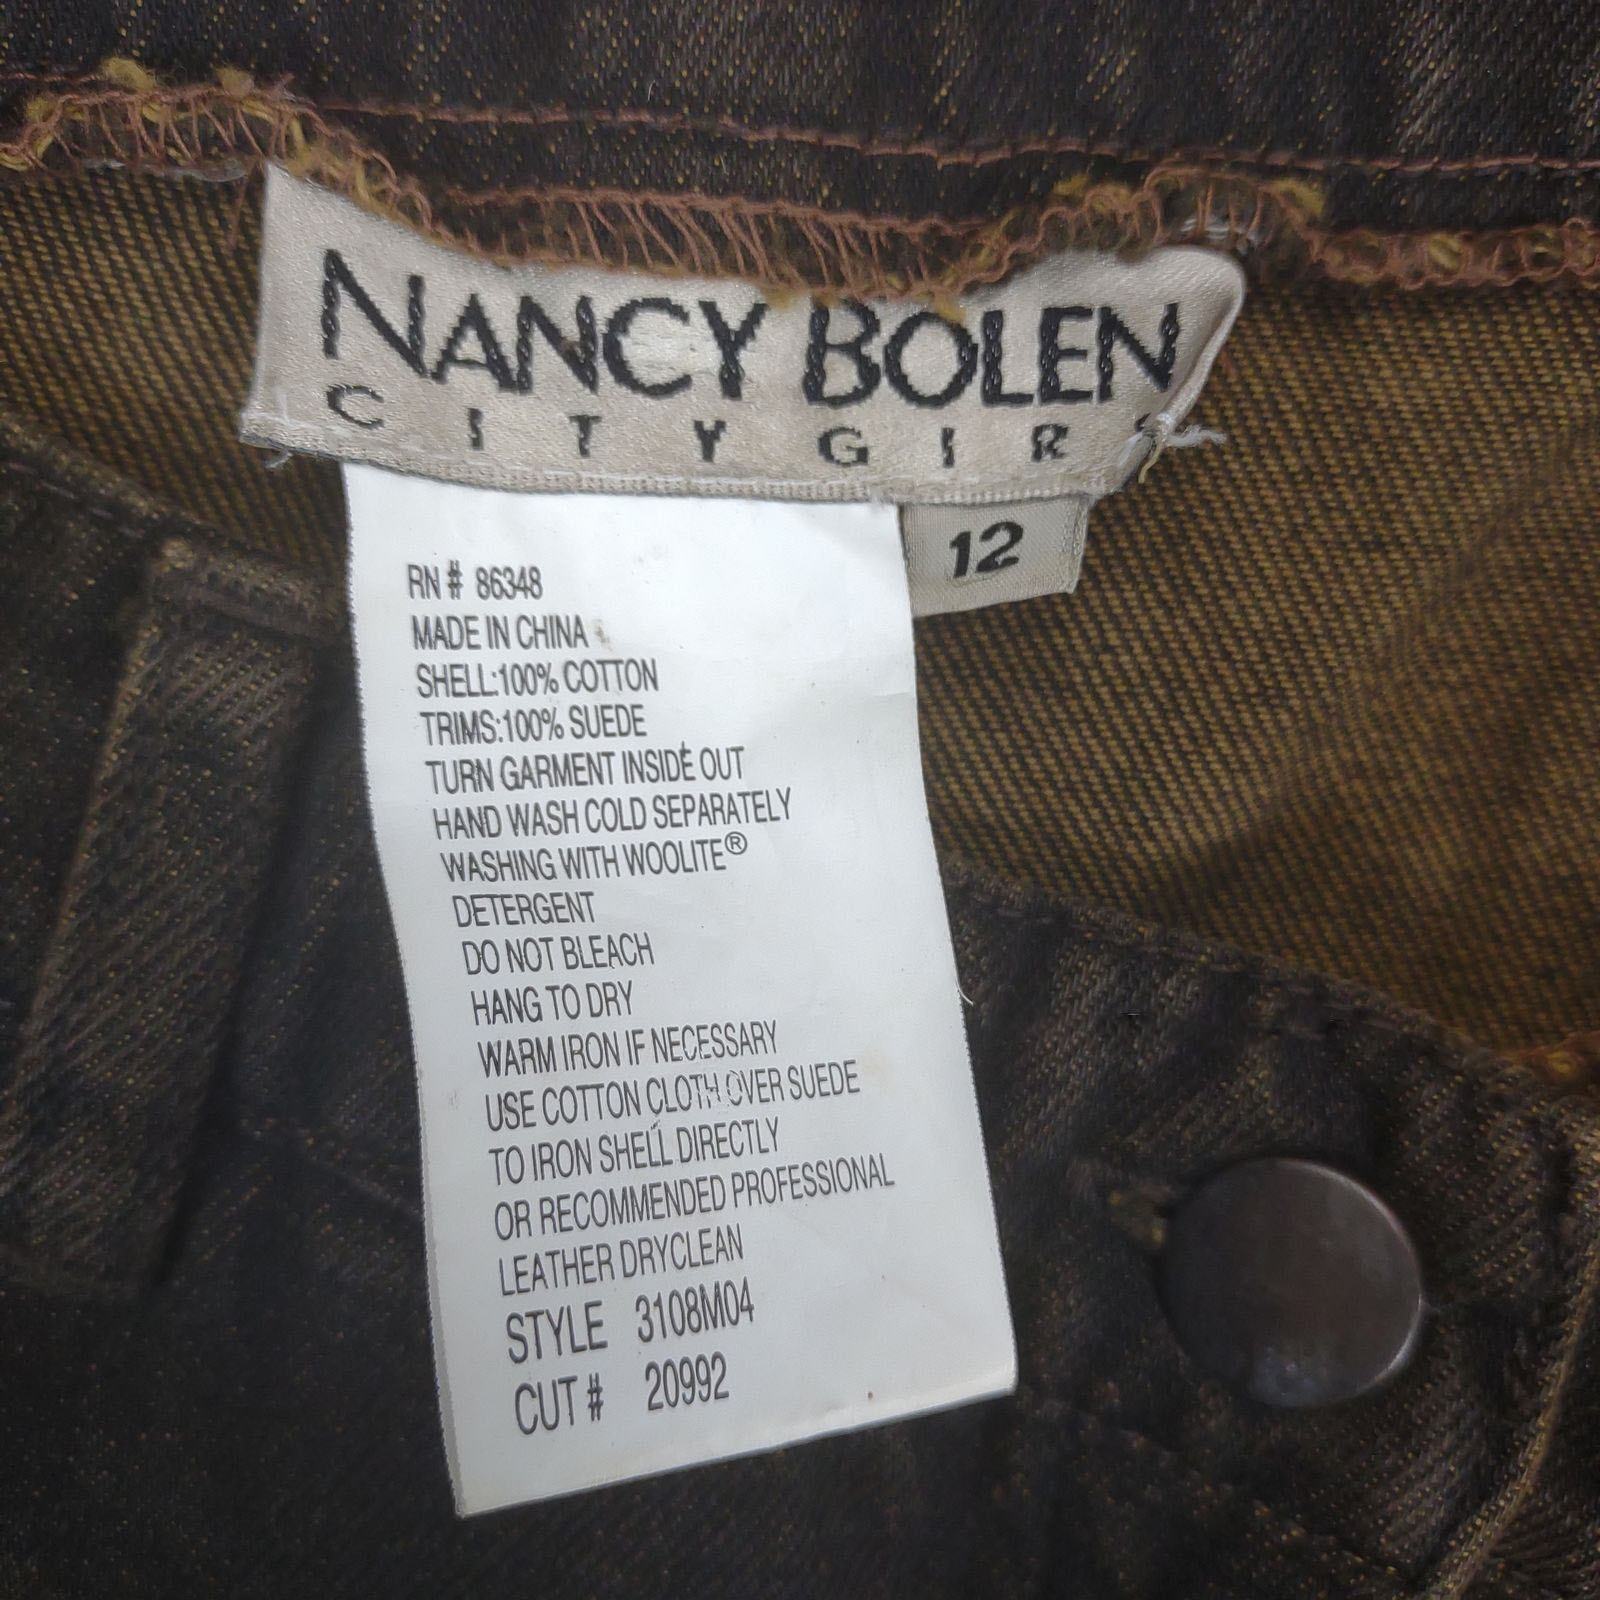 NANCY BOLEN
CITY GIR
12
RN # 86348
MADE IN CHINA
SHELL:100% COTTON
TRIMS:100% SUEDE
TURN GARMENT INSIDE OUT
HAND WASH COLD SEPARATELY
WASHING WITH WOOLITE®
DETERGENT
DO NOT BLEACH
HANG TO DRY
WARM IRON IF NECESSARY
USE COTTON CLOTH OVER SUEDE
TO IRON SHELL DIRECTLY
OR RECOMMENDED PROFESSIONAL
LEATHER DRYCLEAN
STYLE 3108M04
CUT # 20992